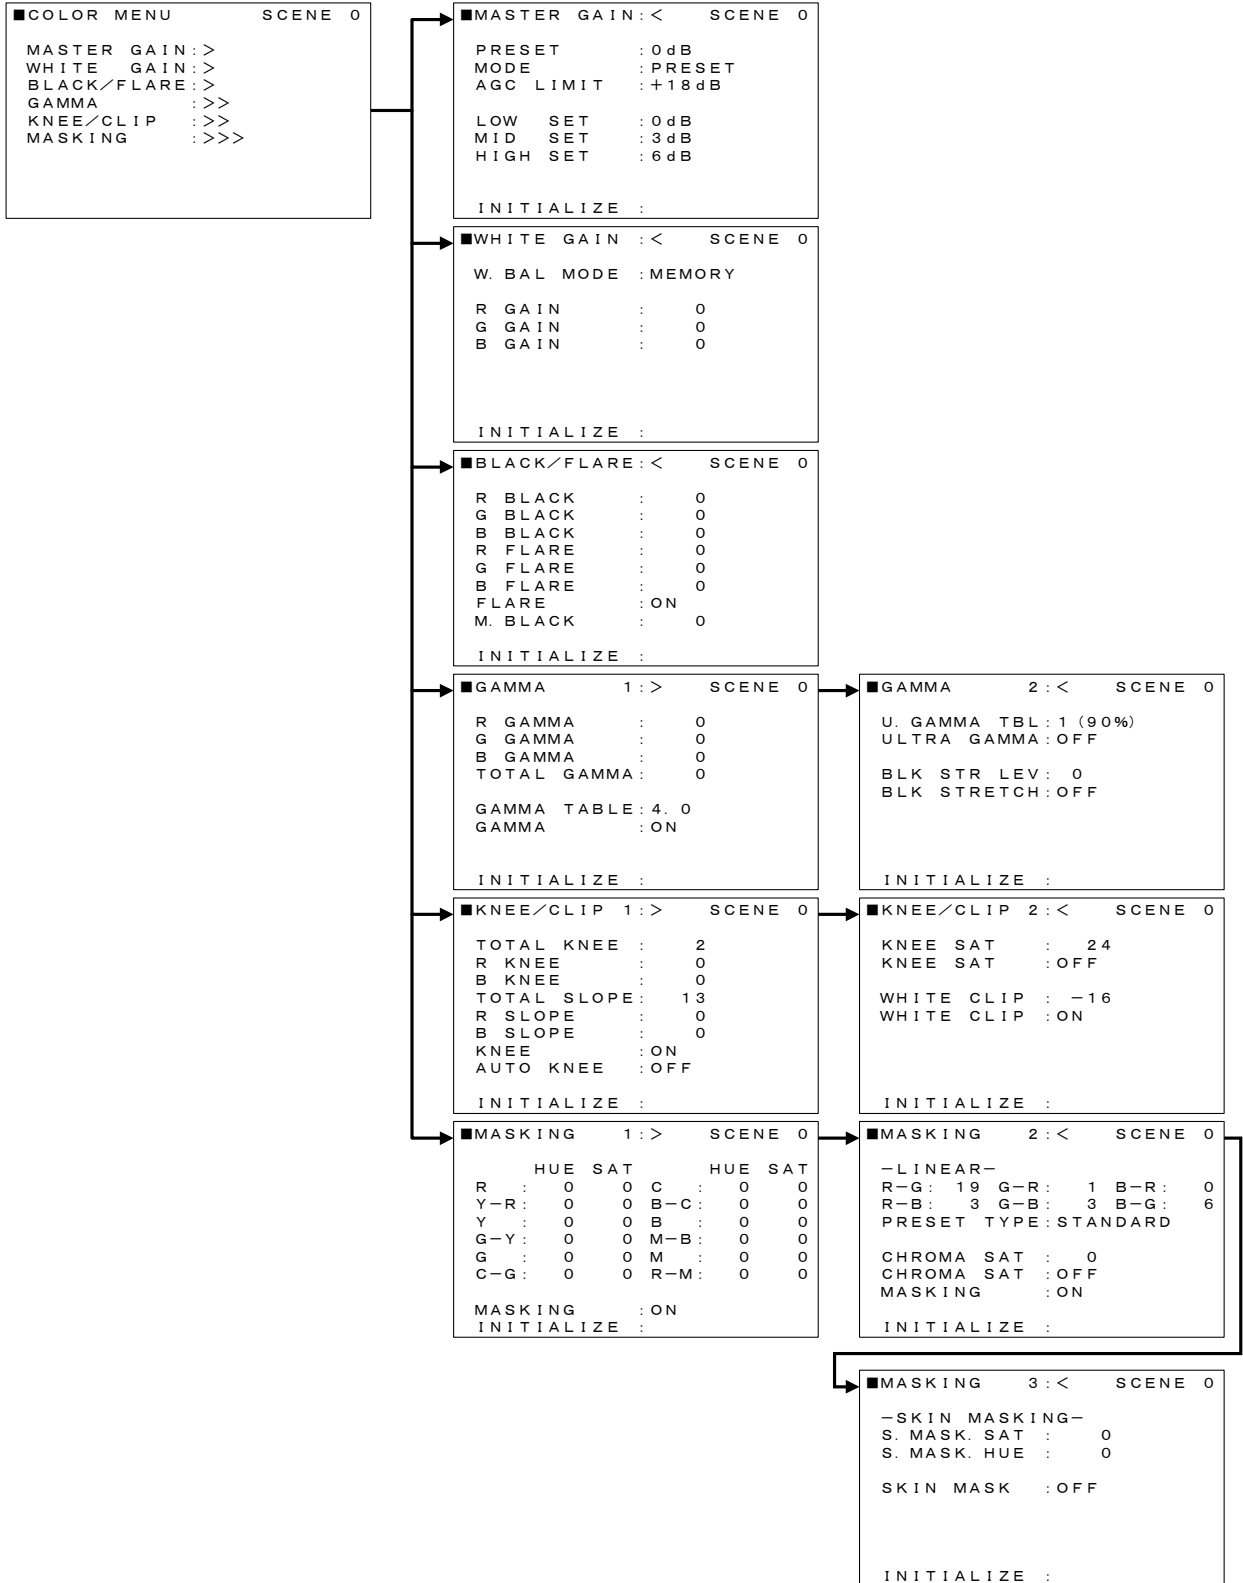 ■COLOR MENU SCENE 0
MASTER GAIN:>
WHITE GAIN:>
BLACK/FLARE:>
GAMMA :>>
KNEE/CLIP :>>
MASKING :>>>
■MASTER GAIN:< SCENE 0
PRESET :0dB
MODE :PRESET
AGC LIMIT :+18dB
LOW SET :0dB
MID SET :3dB
HIGH SET :6dB
INITIALIZE :
■WHITE GAIN :< SCENE 0
W. BAL MODE :MEMORY
R GAIN : 0
G GAIN : 0
B GAIN : 0
INITIALIZE :
■BLACK/FLARE:< SCENE 0
R BLACK : 0
G BLACK : 0
B BLACK : 0
R FLARE : 0
G FLARE : 0
B FLARE : 0
FLARE :ON
M. BLACK : 0
INITIALIZE :
■GAMMA 1:> SCENE 0
R GAMMA : 0
G GAMMA : 0
B GAMMA : 0
TOTAL GAMMA: 0
GAMMA TABLE:4. 0
GAMMA :ON
INITIALIZE :
■GAMMA 2:< SCENE 0
U. GAMMA TBL:1(90%)
ULTRA GAMMA:OFF
BLK STR LEV: 0
BLK STRETCH:OFF
INITIALIZE :
■KNEE/CLIP 1:> SCENE 0
TOTAL KNEE : 2
R KNEE : 0
B KNEE : 0
TOTAL SLOPE: 13
R SLOPE : 0
B SLOPE : 0
KNEE :ON
AUTO KNEE :OFF
INITIALIZE :
■KNEE/CLIP 2:< SCENE 0
KNEE SAT : 24
KNEE SAT :OFF
WHITE CLIP : −16
WHITE CLIP :ON
INITIALIZE :
■MASKING 1:> SCENE 0
HUE SAT HUE SAT
R : 0 0 C : 0 0
Y−R: 0 0 B−C: 0 0
Y : 0 0 B : 0 0
G−Y: 0 0 M−B: 0 0
G : 0 0 M : 0 0
C−G: 0 0 R−M: 0 0
MASKING :ON
INITIALIZE :
■MASKING 2:< SCENE 0
−LINEAR−
R−G: 19 G−R: 1 B−R: 0
R−B: 3 G−B: 3 B−G: 6
PRESET TYPE:STANDARD
CHROMA SAT : 0
CHROMA SAT :OFF
MASKING :ON
INITIALIZE :
■MASKING 3:< SCENE 0
−SKIN MASKING−
S. MASK. SAT : 0
S. MASK. HUE : 0
SKIN MASK :OFF
INITIALIZE :